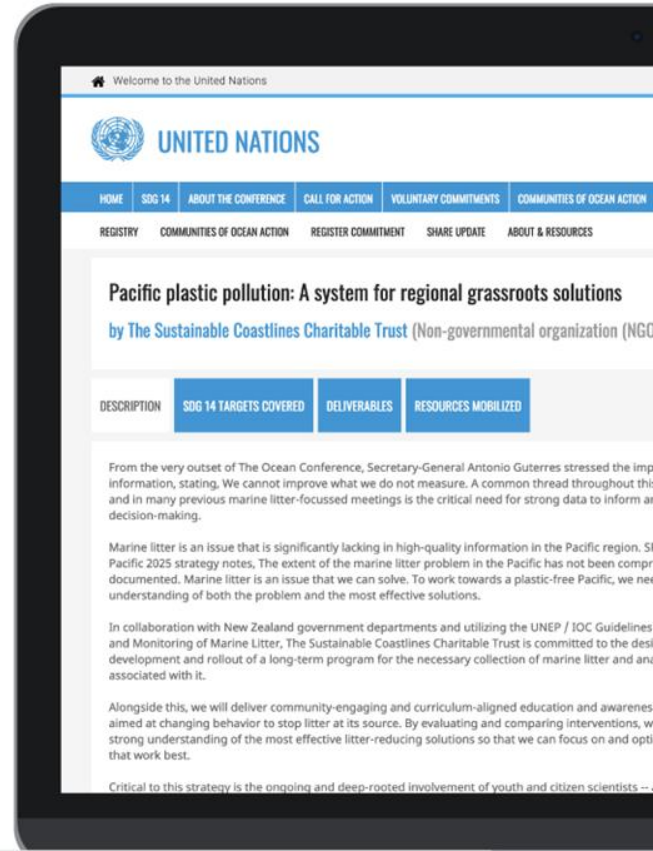 Welcome to the United Nations
UNITED NATIONS
HOME SDG 14 ABOUT THE CONFERENCE CALL FOR ACTION VOLUNTARY COMMITMENTS COMMUNITIES OF OCEAN ACTION
REGISTRY COMMUNITIES OF OCEAN ACTION REGISTER COMMITMENT SHARE UPDATE ABOUT & RESOURCES
Pacific plastic pollution: A system for regional grassroots solutions
by The Sustainable Coastlines Charitable Trust (Non-governmental organization (NGO
DESCRIPTION SDG 14 TARGETS COVERED DELIVERABLES RESOURCES MOBILIZED
From the very outset of The Ocean Conference, Secretary-General Antonio Guterres stressed the imp
information, stating, We cannot improve what we do not measure. A common thread throughout this
and in many previous marine litter-focussed meetings is the critical need for strong data to inform an
decision-making.
Marine litter is an issue that is significantly lacking in high-quality information in the Pacific region.
Pacific 2025 strategy notes, The extent of the marine litter problem in the Pacific has not been compr
documented. Marine litter is an issue that we can solve. To work towards a plastic-free Pacific, we nee
understanding of both the problem and the most effective solutions.
In collaboration with New Zealand government departments and utilizing the UNEP / IOC Guidelines
and Monitoring of Marine Litter, The Sustainable Coastlines Charitable Trust is committed to the desi
development and rollout of a long-term program for the necessary collection of marine litter and ana
associated with it.
Alongside this, we will deliver community-engaging and curriculum-aligned education and awarenes
aimed at changing behavior to stop litter at its source. By evaluating and comparing interventions, w
strong understanding of the most effective litter-reducing solutions so that we can focus on and opti
that work best.
Critical to this strategy is the ongoing and deep-rooted involvement of youth and citizen scientists --